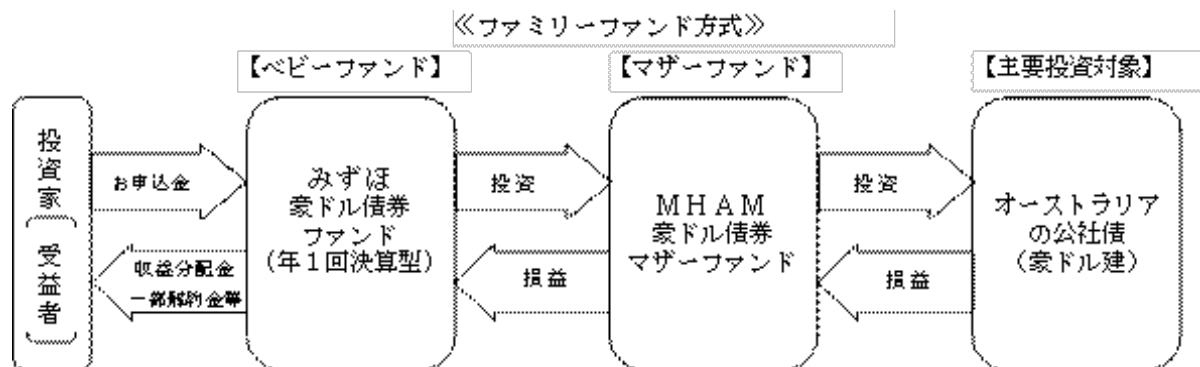 ≪ファミリーファンド方式≫
【ベビーファンド】
【マザーファンド】
【主要投資対象】
投資家
受益者
お申込金
収益分配金
一部解約金等
みずほ
豪ドル債券
ファンド
（年１回決算型）
投資
損益
ＭＨＡＭ
豪ドル債券
マザーファンド
投資
損益
オーストラリア
の公社債
（豪ドル建）